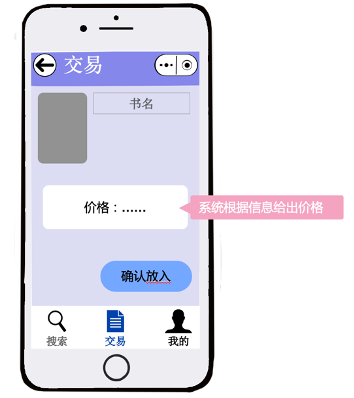 交易
书名
价格：……
系统根据信息给出价格
确认放入
搜索
交易
我的